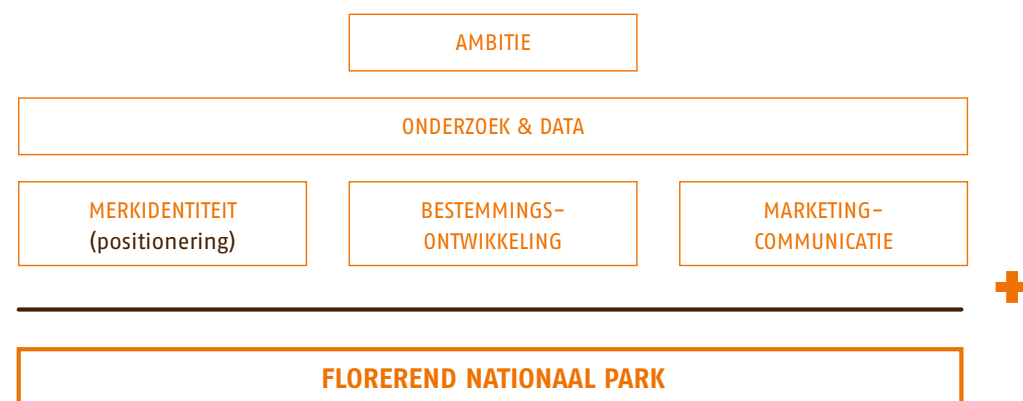 AMBITIE
ONDERZOEK & DATA
MERKIDENTITEIT
(positionering)
BESTEMMINGS-
ONTWIKKELING
MARKETING-
COMMUNICATIE
+
FLOREREND NATIONAAL PARK